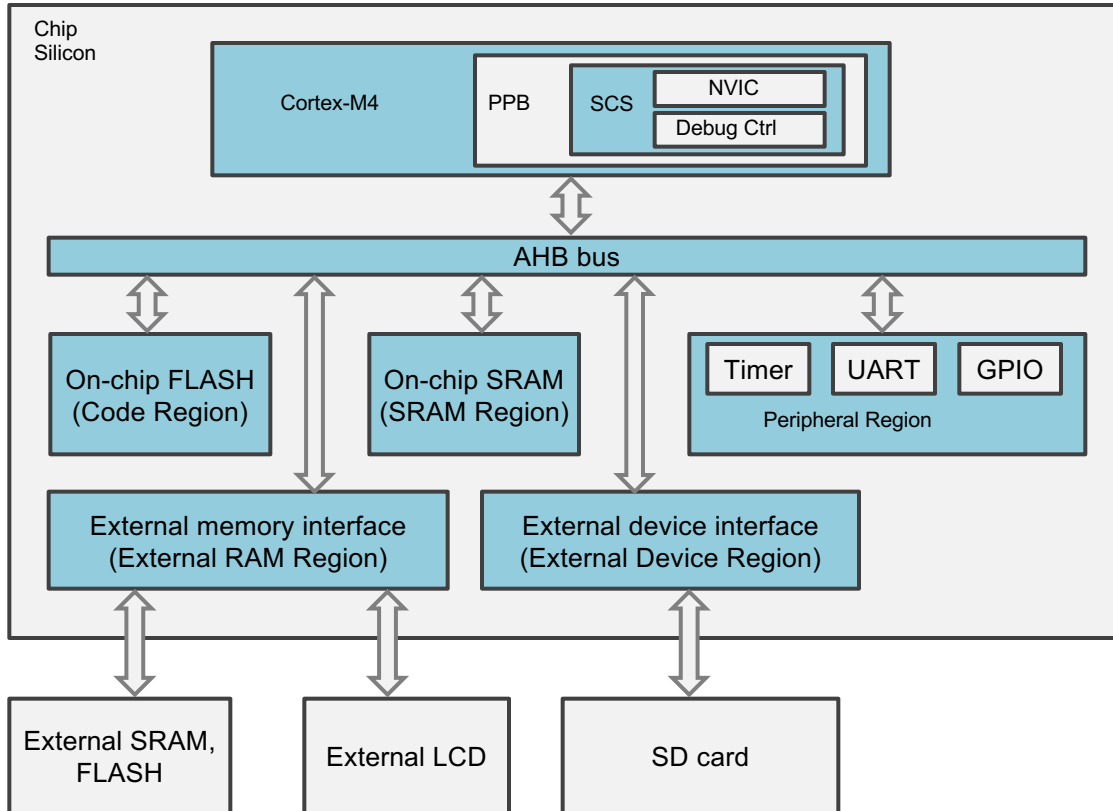 Chip
Silicon
Cortex-M4
PPB
SCS
NVIC
Debug Ctrl
AHB bus
On-chip FLASH
(Code Region)
On-chip SRAM
(SRAM Region)
Timer
UART
GPIO
Peripheral Region
External memory interface
(External RAM Region)
External device interface
(External Device Region)
External SRAM,
FLASH
External LCD
SD card